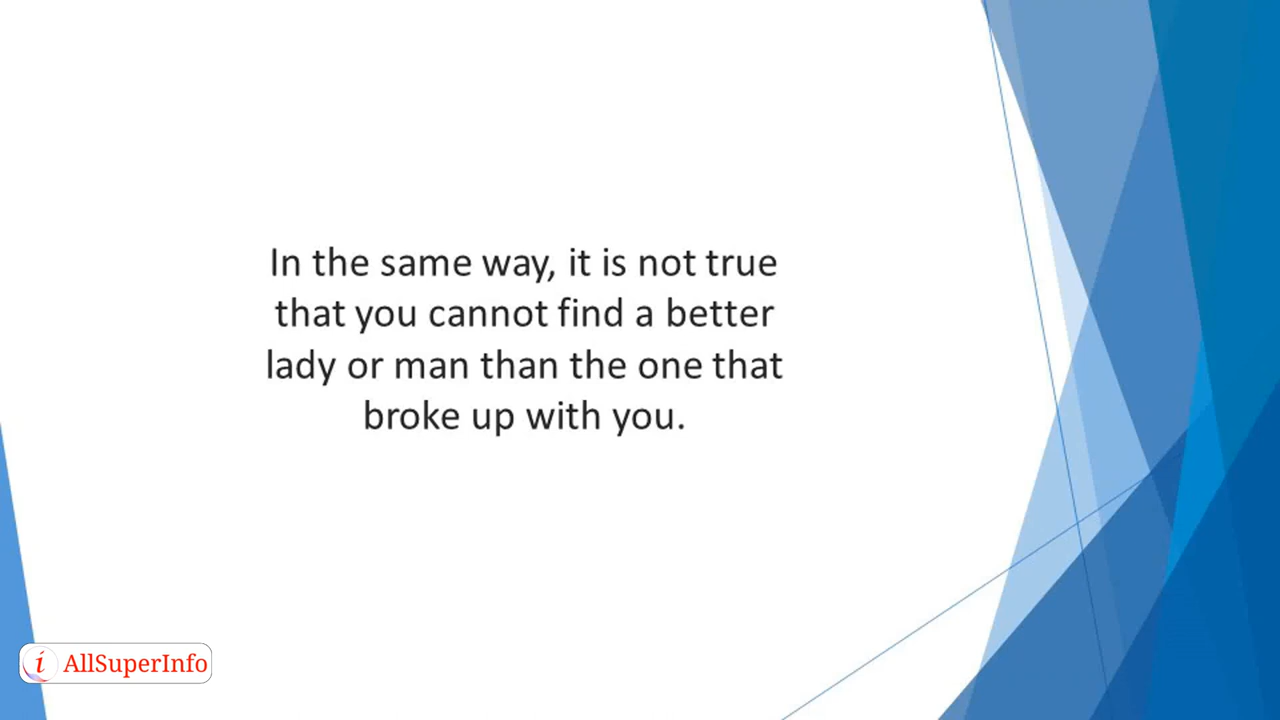 In the same way, it is not true
that you cannot find a better
lady or man than the one that
broke up with you.
i AllSuperInfo